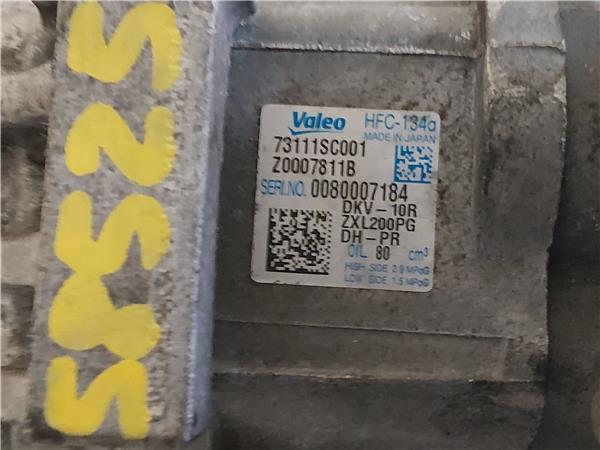 Valeo HFC-134a
MADE IN JAPAN
73111SC001
Z0007811B
SERI.NO. 0080007184
DKV-10R
ZXL200PG
DH-PR
OIL 80 cm³
HIGH SIDE 2.9 MPaG
LOW SIDE 1.5 MPaG